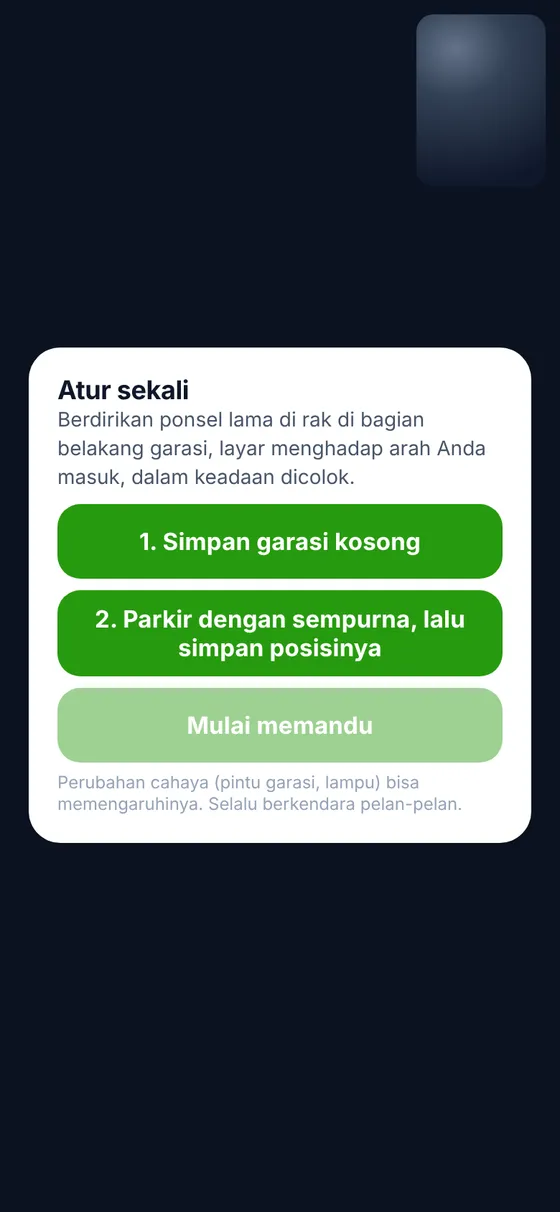 Atur sekali
Berdirikan ponsel lama di rak di bagian
belakang garasi, layar menghadap arah Anda
masuk, dalam keadaan dicolok.
1. Simpan garasi kosong
2. Parkir dengan sempurna, lalu
simpan posisinya
Mulai memandu
Perubahan cahaya (pintu garasi, lampu) bisa
memengaruhinya. Selalu berkendara pelan-pelan.